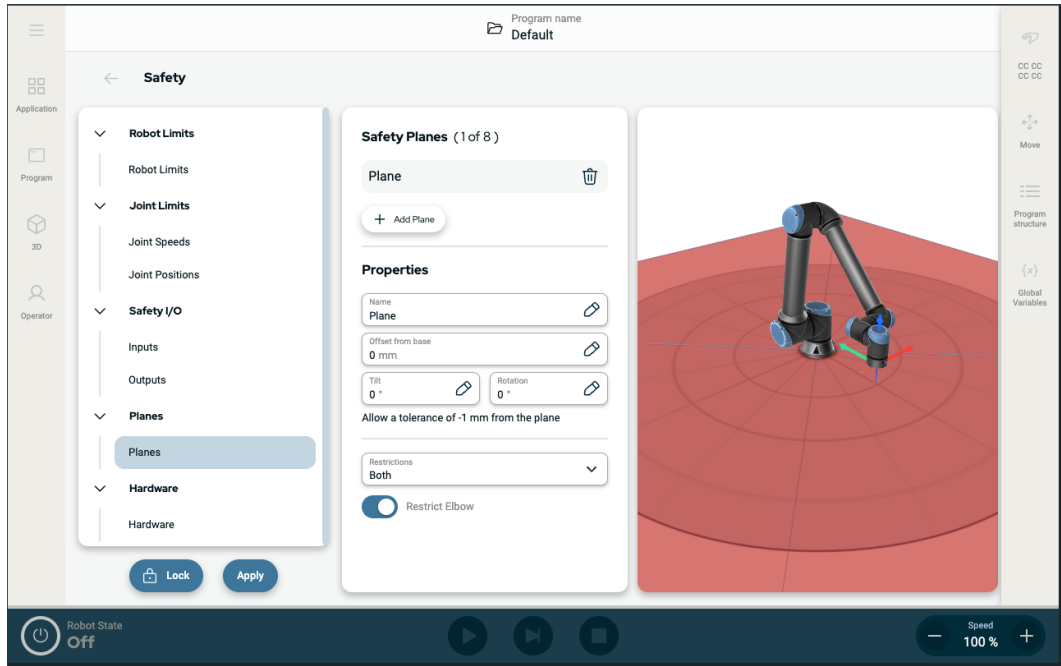 Program name
Default
Safety
Application
Program
3D
Operator
Robot Limits
Robot Limits
Joint Limits
Joint Speeds
Joint Positions
Safety I/O
Inputs
Outputs
Planes
Planes
Hardware
Hardware
Lock
Apply
Safety Planes (1 of 8)
Plane
+ Add Plane
Properties
Name
Plane
Offset from base
0 mm
Tilt
0 °
Rotation
0 °
Allow a tolerance of -1 mm from the plane
Restrictions
Both
Restrict Elbow
CC CC
CC CC
Move
Program
structure
{x}
Global
Variables
Robot State
Off
Speed
100 %